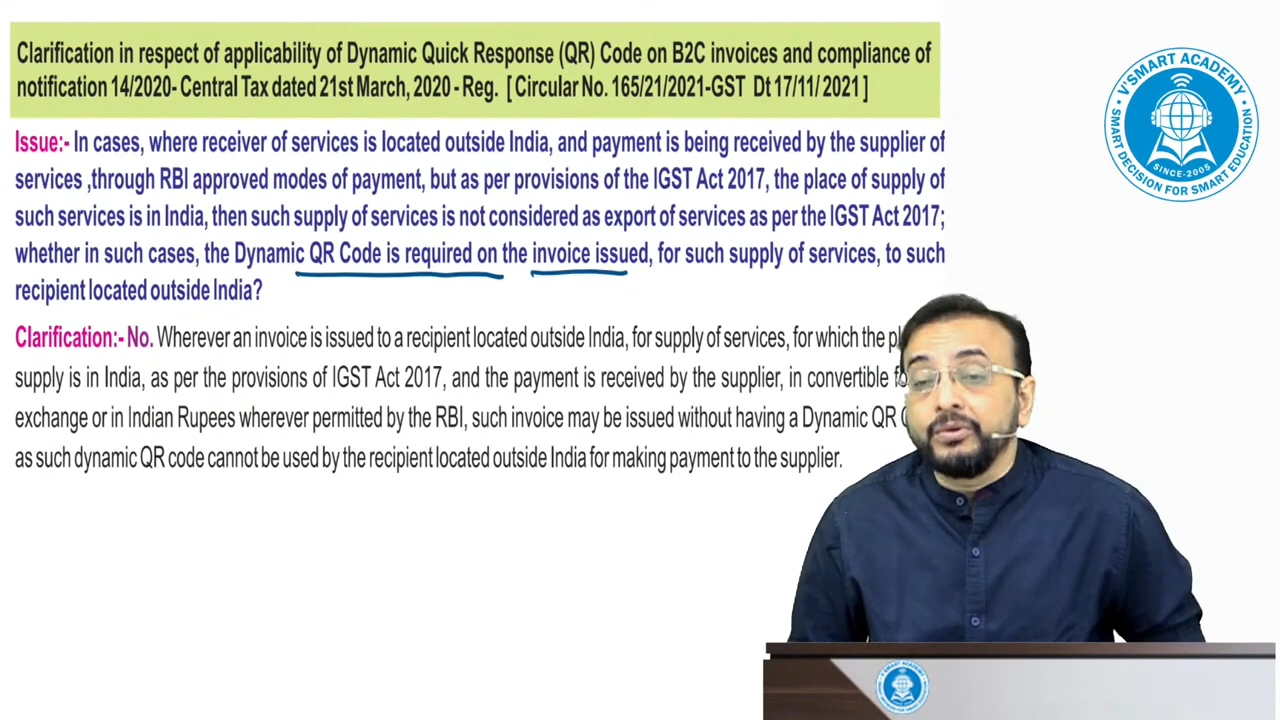 Clarification in respect of applicability of Dynamic Quick Response (QR) Code on B2C invoices and compliance of
notification 14/2020- Central Tax dated 21st March, 2020 - Reg. [ Circular No. 165/21/2021-GST Dt 17/11/ 2021 ]
Issue:- In cases, where receiver of services is located outside India, and payment is being received by the supplier of
services ,through RBI approved modes of payment, but as per provisions of the IGST Act 2017, the place of supply of
such services is in India, then such supply of services is not considered as export of services as per the IGST Act 2017;
whether in such cases, the Dynamic QR Code is required on the invoice issued, for such supply of services, to such
recipient located outside India?
Clarification:- No. Wherever an invoice is issued to a recipient located outside India, for supply of services, for which the
supply is in India, as per the provisions of IGST Act 2017, and the payment is received by the supplier, in convertible
exchange or in Indian Rupees wherever permitted by the RBI, such invoice may be issued without having a Dynamic QR
as such dynamic QR code cannot be used by the recipient located outside India for making payment to the supplier.
V'SMART ACADEMY
SINCE-2005
SMART DECISION FOR SMART EDUCATION